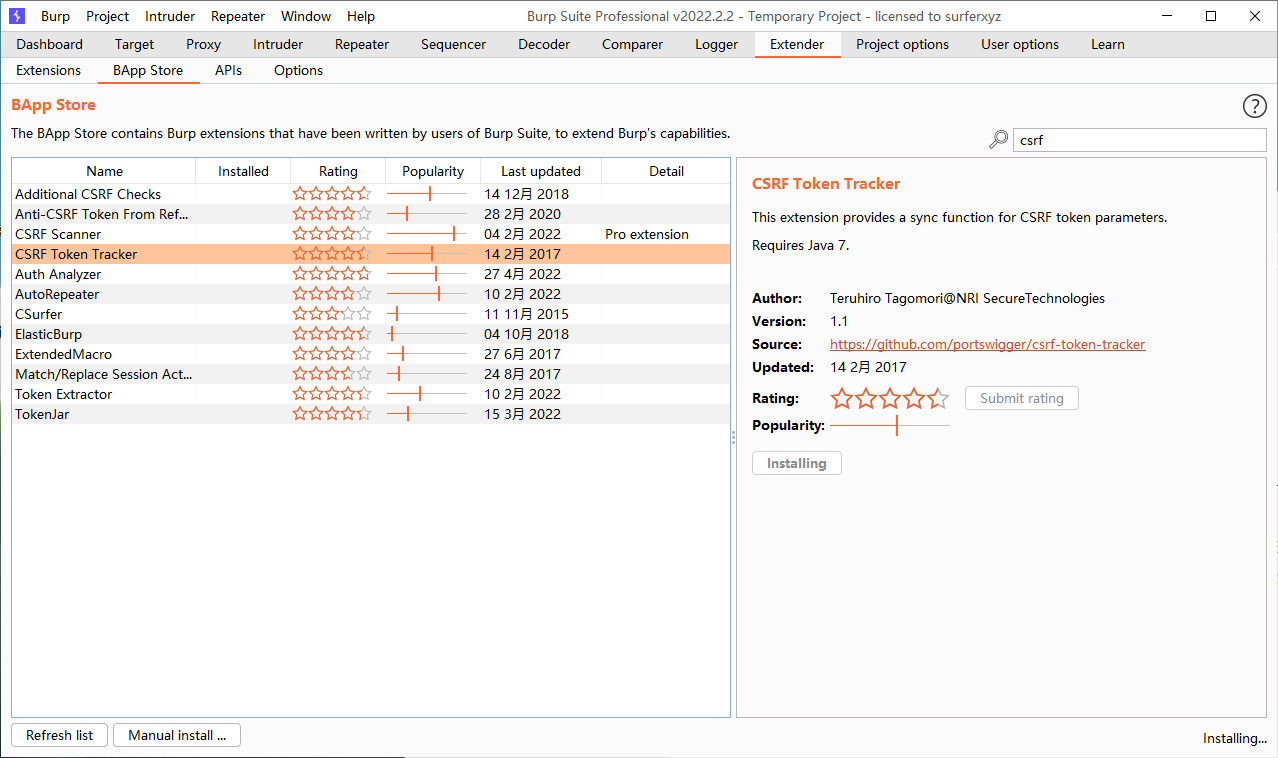 Burp Project Intruder Repeater Window Help Burp Suite Professional v2022.2.2 - Temporary Project - licensed to surferxyz
Dashboard Target Proxy Intruder Repeater Sequencer Decoder Comparer Logger Extender Project options User options Learn
Extensions BApp Store APIs Options
BApp Store
The BApp Store contains Burp extensions that have been written by users of Burp Suite, to extend Burp's capabilities.
csrf
Name Installed Rating Popularity Last updated Detail
Additional CSRF Checks 14 12月 2018
Anti-CSRF Token From Ref... 28 2月 2020
CSRF Scanner 04 2月 2022 Pro extension
CSRF Token Tracker 14 2月 2017
Auth Analyzer 27 4月 2022
AutoRepeater 10 2月 2022
CSurfer 11 11月 2015
ElasticBurp 04 10月 2018
ExtendedMacro 27 6月 2017
Match/Replace Session Act... 24 8月 2017
Token Extractor 10 2月 2022
TokenJar 15 3月 2022
CSRF Token Tracker
This extension provides a sync function for CSRF token parameters.
Requires Java 7.
Author: Teruhiro Tagomori@NRI SecureTechnologies
Version: 1.1
Source: https://github.com/portswigger/csrf-token-tracker
Updated: 14 2月 2017
Rating: Submit rating
Popularity:
Installing
Refresh list Manual install ... Installing...